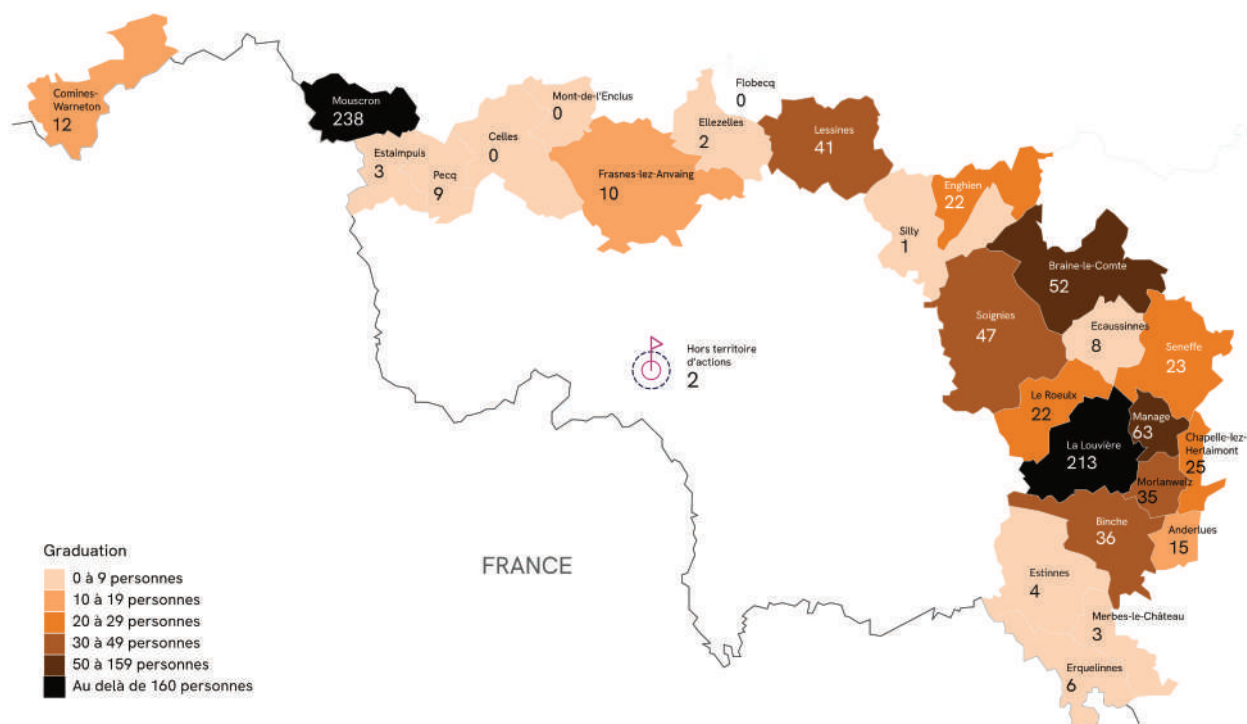 Comines-
Warneton
12
Mouscron
238
Estaimpuis
3
Pecq
9
Celles
0
Mont-de-l'Enclus
0
Frasnes-lez-Anvaing
10
Flobecq
0
Ellezelles
2
Lessines
41
Silly
1
Enghien
22
Braine-le-Comte
52
Soignies
47
Ecaussinnes
8
Seneffe
23
Hors territoire
d'actions
2
Le Roeulx
22
La Louvière
213
Manage
63
Chapelle-lez-
Herlaimont
25
Morlanwelz
35
Binche
36
Anderlues
15
Estinnes
4
Merbes-le-Château
3
Erquelinnes
6
FRANCE
Graduation
0 à 9 personnes
10 à 19 personnes
20 à 29 personnes
30 à 49 personnes
50 à 159 personnes
Au delà de 160 personnes